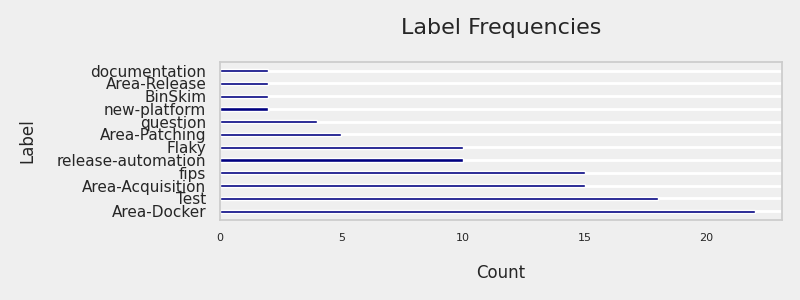 Label Frequencies
Label
documentation
Area-Release
BinSkim
new-platform
question
Area-Patching
Flaky
release-automation
fips
Area-Acquisition
Test
Area-Docker
0 5 10 15 20
Count